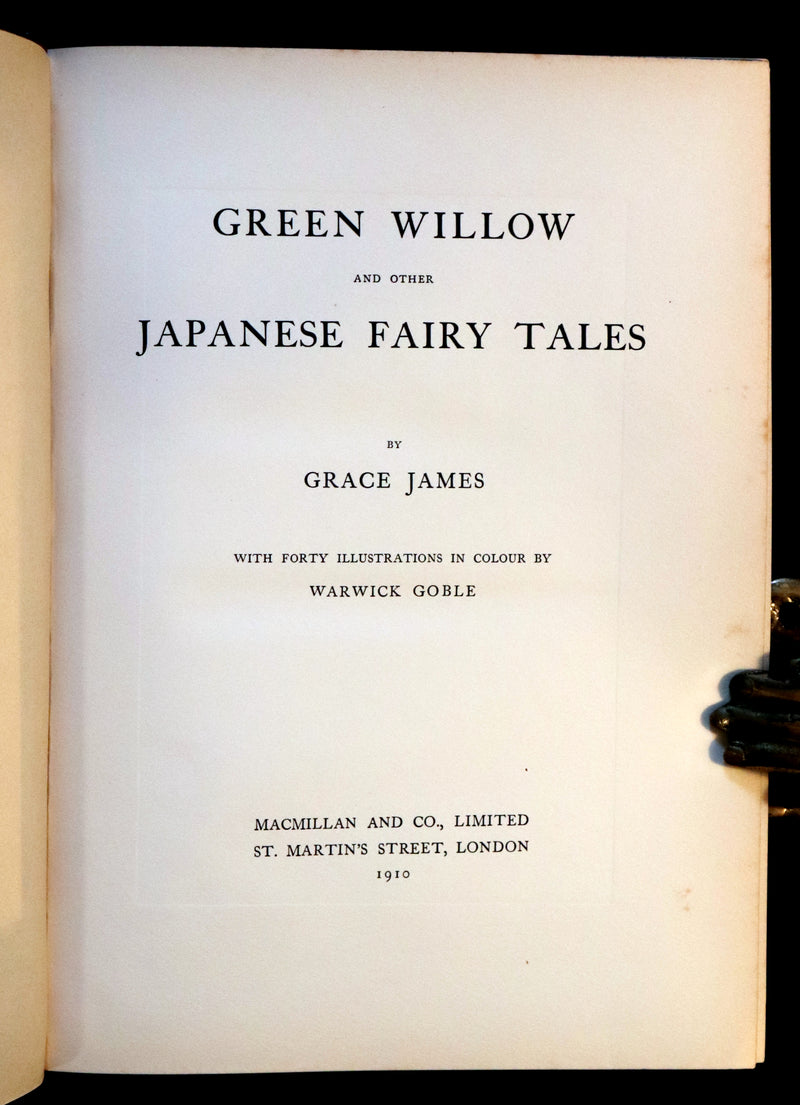 GREEN WILLOW
AND OTHER
JAPANESE FAIRY TALES
BY
GRACE JAMES
WITH FORTY ILLUSTRATIONS IN COLOUR BY
WARWICK GOBLE
MACMILLAN AND CO., LIMITED
ST. MARTIN'S STREET, LONDON
1910